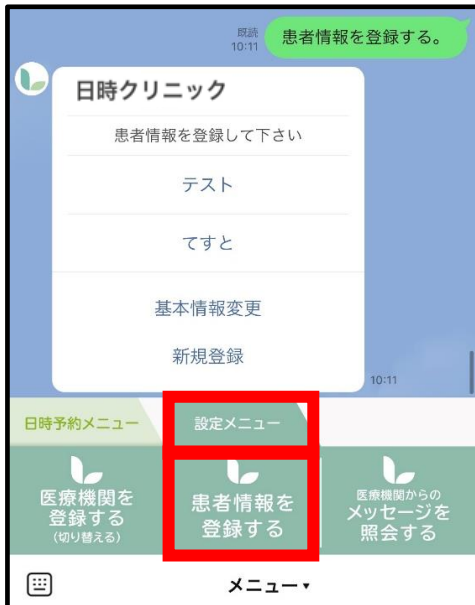 既読
10:11
患者情報を登録する。
日時クリニック
患者情報を登録して下さい
テスト
てすと
基本情報変更
新規登録
10:11
日時予約メニュー
設定メニュー
医療機関を
登録する
(切り替える)
患者情報を
登録する
医療機関からの
メッセージを
照会する
メニュー▾